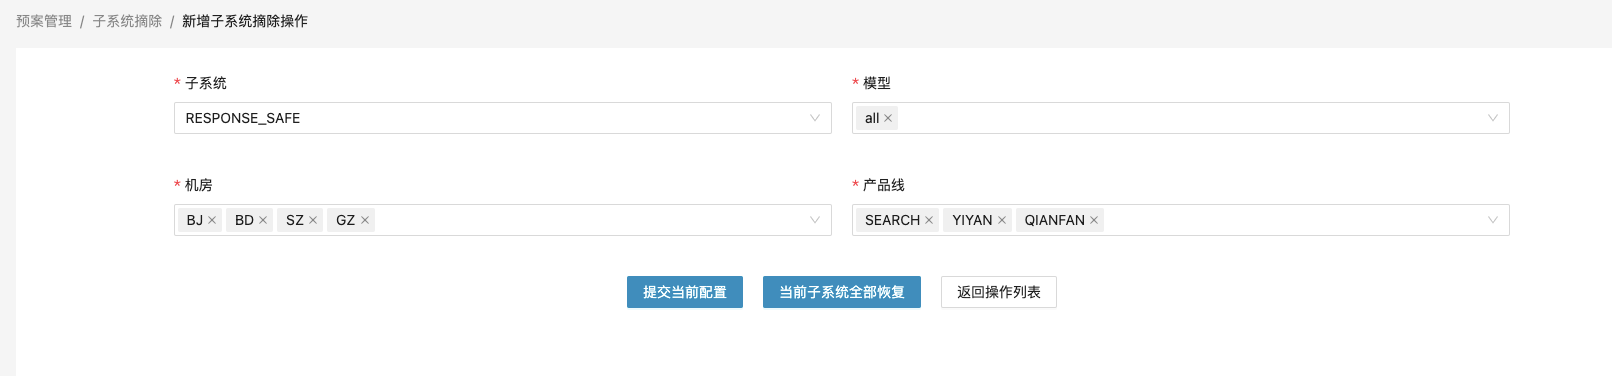 预案管理 / 子系统摘除 / 新增子系统摘除操作
* 子系统
* 模型
RESPONSE_SAFE
all ×
* 机房
* 产品线
BJ × BD × SZ × GZ ×
SEARCH × YIYAN × QIANFAN ×
提交当前配置 当前子系统全部恢复 返回操作列表